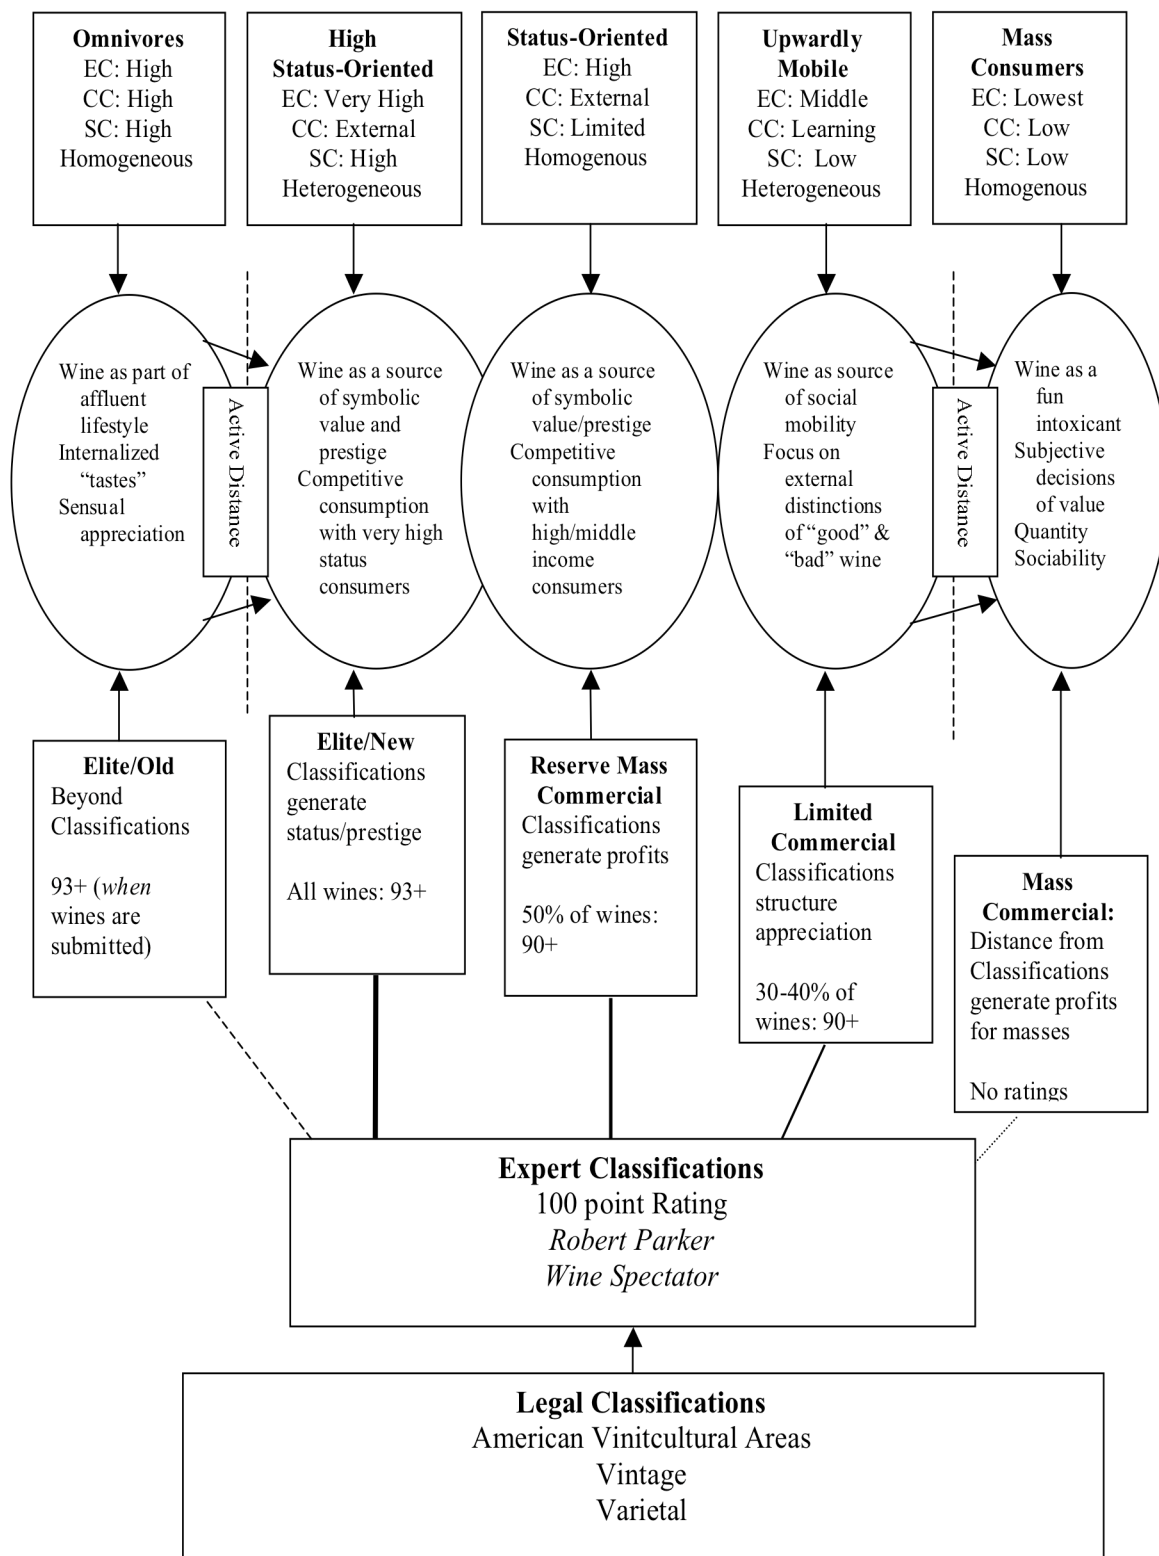 Omnivores
EC: High
CC: High
SC: High
Homogeneous
High
Status-Oriented
EC: Very High
CC: External
SC: High
Heterogeneous
Status-Oriented
EC: High
CC: External
SC: Limited
Homogenous
Upwardly
Mobile
EC: Middle
CC: Learning
SC: Low
Heterogeneous
Mass
Consumers
EC: Lowest
CC: Low
SC: Low
Homogenous
Wine as part of
affluent
lifestyle
Internalized
“tastes”
Sensual
appreciation
Active Distance
Wine as a source
of symbolic
value and
prestige
Competitive
consumption
with very high
status
consumers
Wine as a source
of symbolic
value/prestige
Competitive
consumption
with
high/middle
income
consumers
Wine as source
of social
mobility
Focus on
external
distinctions
of “good” &
“bad” wine
Active Distance
Wine as a
fun
intoxicant
Subjective
decisions
of value
Quantity
Sociability
Elite/Old
Beyond
Classifications
93+ (when
wines are
submitted)
Elite/New
Classifications
generate
status/prestige
All wines: 93+
Reserve Mass
Commercial
Classifications
generate profits
50% of wines:
90+
Limited
Commercial
Classifications
structure
appreciation
30-40% of
wines: 90+
Mass
Commercial:
Distance from
Classifications
generate profits
for masses
No ratings
Expert Classifications
100 point Rating
Robert Parker
Wine Spectator
Legal Classifications
American Vinitcultural Areas
Vintage
Varietal